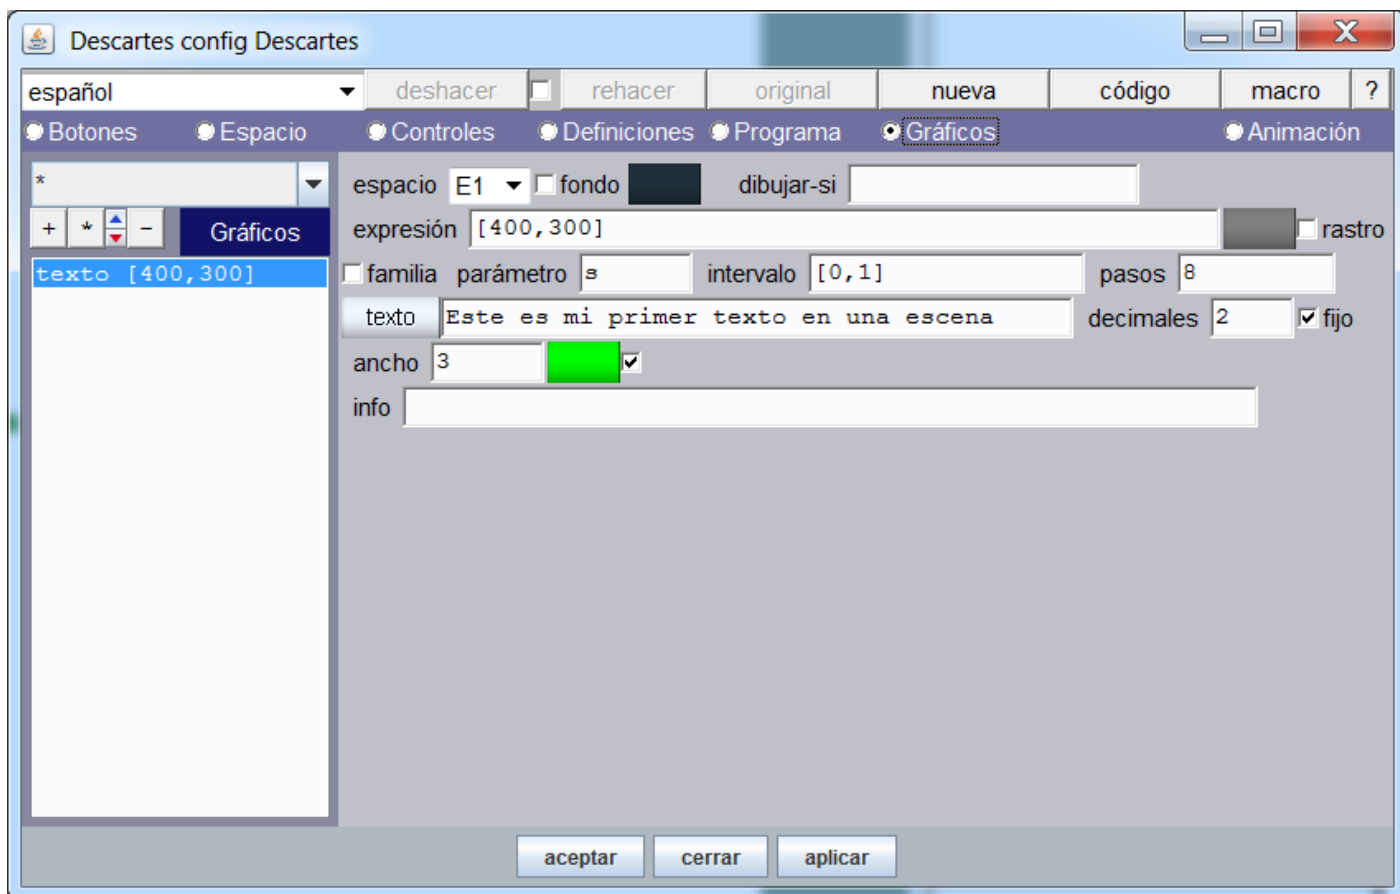 Descartes config Descartes
español deshacer rehacer original nueva código macro ?
Botones Espacio Controles Definiciones Programa Gráficos Animación
* espacio E1 fondo dibujar-si
+ * - Gráficos expresión [400,300] rastro
texto [400,300] familia parámetro s intervalo [0,1] pasos 8
texto Este es mi primer texto en una escena decimales 2 fijo
ancho 3
info
aceptar cerrar aplicar